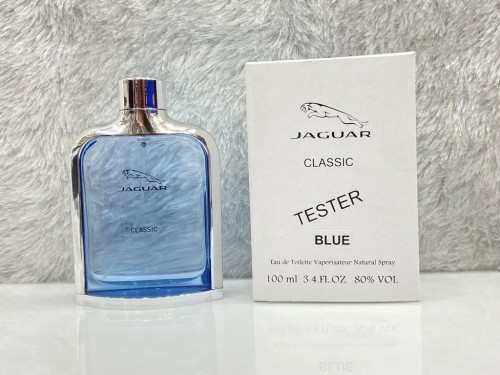 JAGUAR
CLASSIC
JAGUAR
CLASSIC
TESTER
BLUE
Eau de Toilette Vaporisateur Natural Spray
100 ml 3.4 FL.OZ 80% VOL.